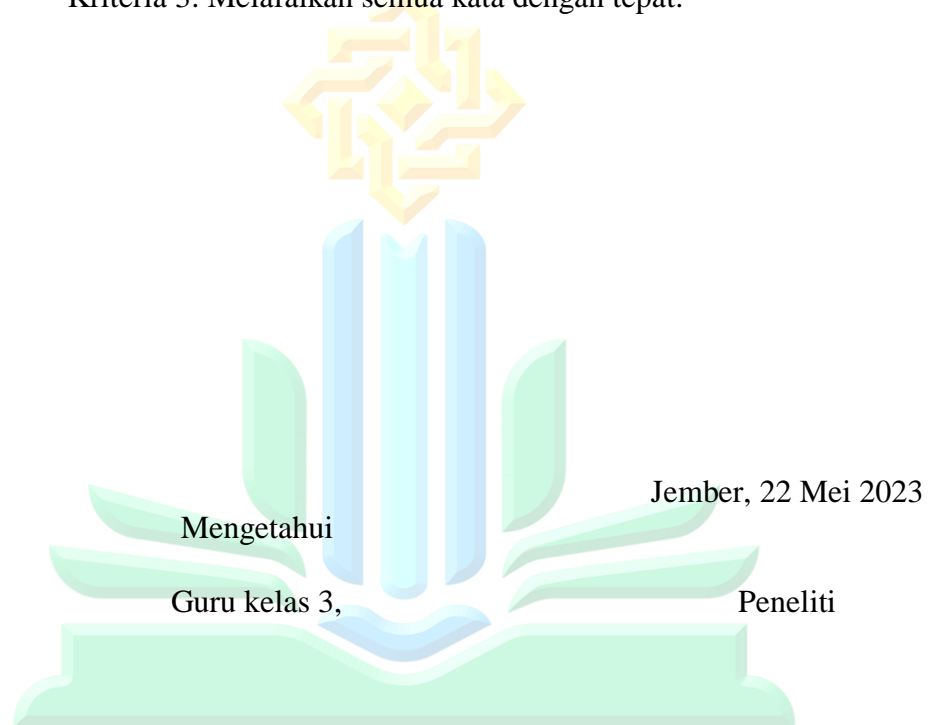 Kriteria 3: Melafalkan semua kata dengan tepat.
Jember, 22 Mei 2023
Mengetahui
Guru kelas 3,
Peneliti